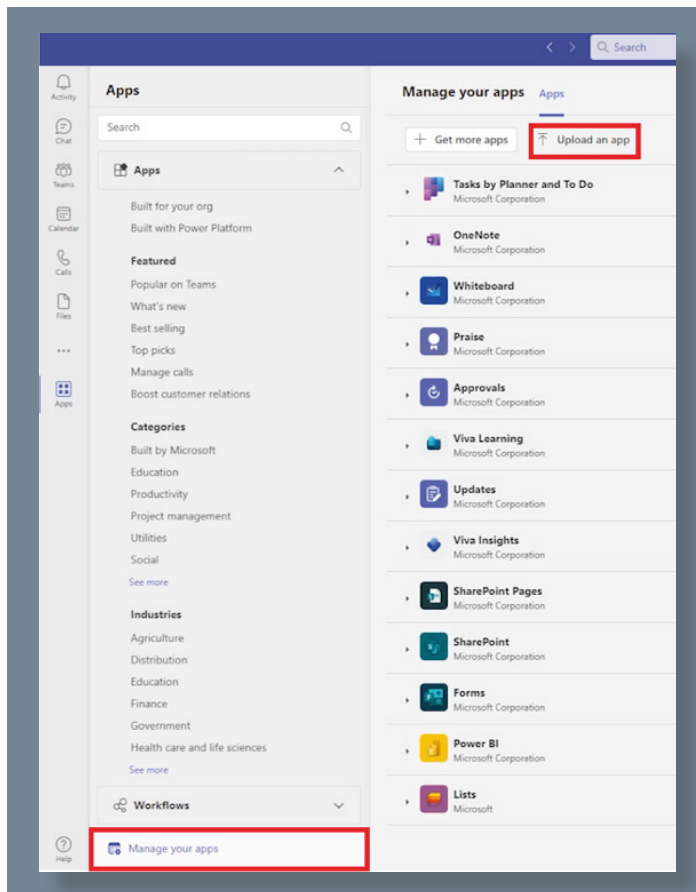 Search
Activity
Chat
Teams
Calendar
Calls
Files
Apps
Help
Apps
Search
Apps
Built for your org
Built with Power Platform
Featured
Popular on Teams
What's new
Best selling
Top picks
Manage calls
Boost customer relations
Categories
Built by Microsoft
Education
Productivity
Project management
Utilities
Social
See more
Industries
Agriculture
Distribution
Education
Finance
Government
Health care and life sciences
See more
Workflows
Manage your apps
Manage your apps Apps
Get more apps Upload an app
Tasks by Planner and To Do
Microsoft Corporation
OneNote
Microsoft Corporation
Whiteboard
Microsoft Corporation
Praise
Microsoft Corporation
Approvals
Microsoft Corporation
Viva Learning
Microsoft Corporation
Updates
Microsoft Corporation
Viva Insights
Microsoft Corporation
SharePoint Pages
Microsoft Corporation
SharePoint
Microsoft Corporation
Forms
Microsoft Corporation
Power BI
Microsoft Corporation
Lists
Microsoft